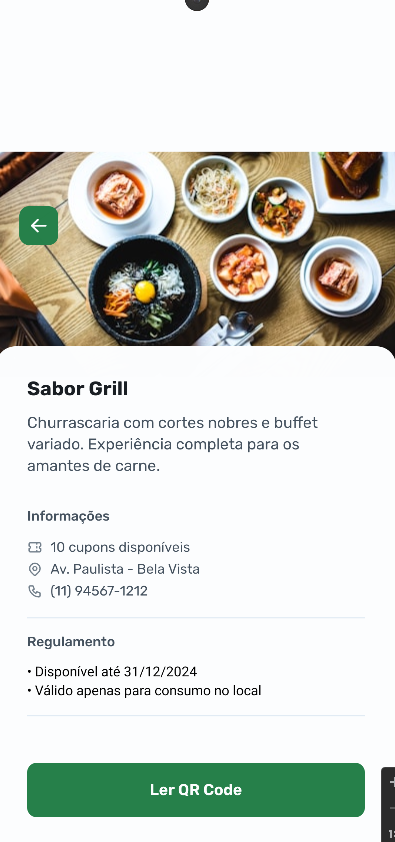 Sabor Grill
Churrascaria com cortes nobres e buffet
variado. Experiência completa para os
amantes de carne.
Informações
10 cupons disponíveis
Av. Paulista - Bela Vista
(11) 94567-1212
Regulamento
• Disponível até 31/12/2024
• Válido apenas para consumo no local
Ler QR Code